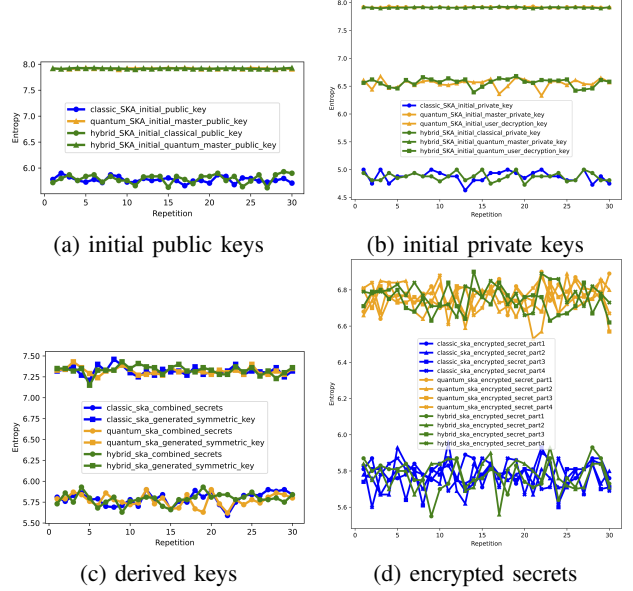 8.0
7.5
7.0
6.5
6.0
Entropy
classic_SKA_initial_public_key
quantum_SKA_initial_master_public_key
hybrid_SKA_initial_classical_public_key
hybrid_SKA_initial_quantum_master_public_key
0 5 10 15 20 25 30
Repetition
(a) initial public keys
8.0
7.5
7.0
6.5
6.0
5.5
5.0
4.5
Entropy
classic_SKA_initial_private_key
quantum_SKA_initial_master_private_key
quantum_SKA_initial_user_decryption_key
hybrid_SKA_initial_classical_private_key
hybrid_SKA_initial_quantum_master_private_key
hybrid_SKA_initial_quantum_user_decryption_key
0 5 10 15 20 25 30
Repetition
(b) initial private keys
7.50
7.25
7.00
6.75
6.50
6.25
6.00
5.75
5.50
Entropy
classic_ska_combined_secrets
classic_ska_generated_symmetric_key
quantum_ska_combined_secrets
quantum_ska_generated_symmetric_key
hybrid_ska_combined_secrets
hybrid_ska_generated_symmetric_key
0 5 10 15 20 25 30
Repetition
(c) derived keys
6.8
6.6
6.4
6.2
6.0
5.8
5.6
Entropy
classic_ska_encrypted_secret_part1
classic_ska_encrypted_secret_part2
classic_ska_encrypted_secret_part3
classic_ska_encrypted_secret_part4
quantum_ska_encrypted_secret_part1
quantum_ska_encrypted_secret_part2
quantum_ska_encrypted_secret_part3
quantum_ska_encrypted_secret_part4
hybrid_ska_encrypted_secret_part1
hybrid_ska_encrypted_secret_part2
hybrid_ska_encrypted_secret_part3
hybrid_ska_encrypted_secret_part4
0 5 10 15 20 25 30
Repetition
(d) encrypted secrets